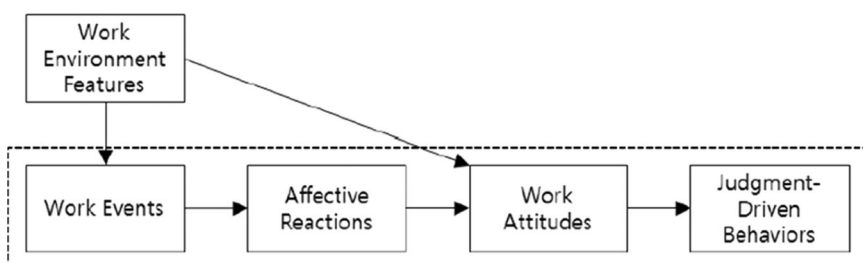 Work
Environment
Features
Work Events
Affective
Reactions
Work
Attitudes
Judgment-
Driven
Behaviors